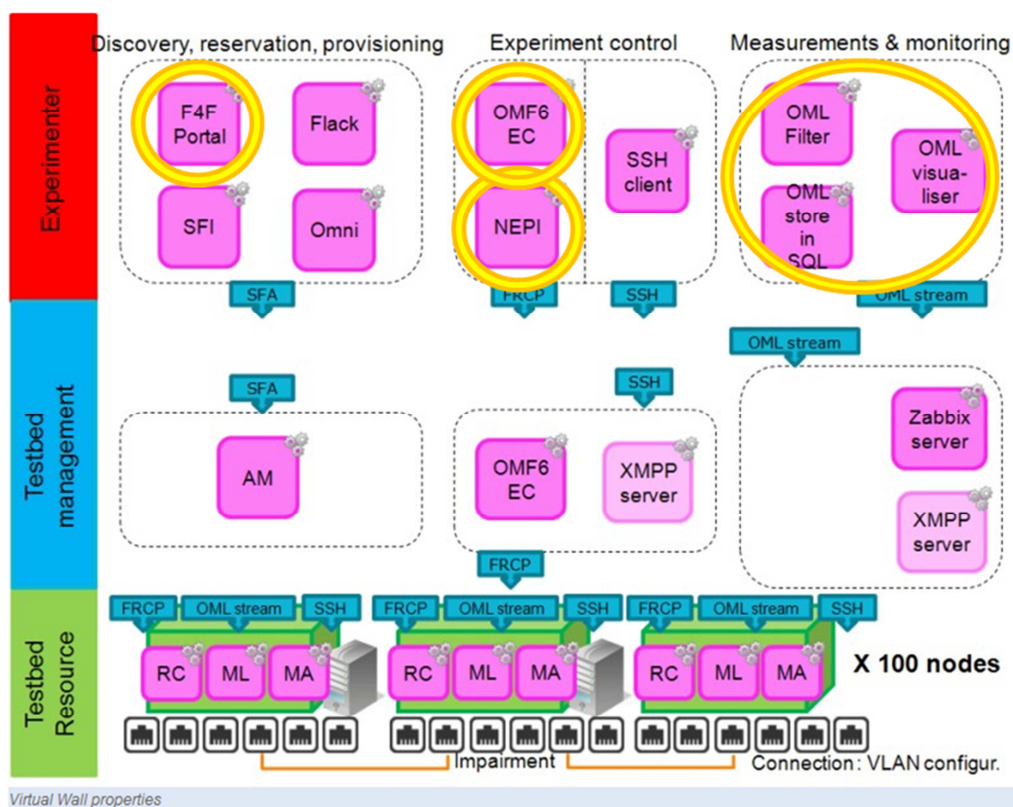 Discovery, reservation, provisioning
Experiment control
Measurements & monitoring
Experimenter
F4F
Portal
Flack
SFI
Omni
OMF6
EC
NEPI
SSH
client
OML
Filter
OML
visua-
liser
OML
store
in
SQL
SFA
FRCP
SSH
OML stream
Testbed
management
OML stream
SFA
SSH
AM
OMF6
EC
XMPP
server
Zabbix
server
XMPP
server
FRCP
Testbed
Resource
FRCP OML stream SSH
FRCP OML stream SSH
FRCP OML stream SSH
RC ML MA
RC ML MA
RC ML MA
X 100 nodes
Impairment
Connection : VLAN configur.
Virtual Wall properties